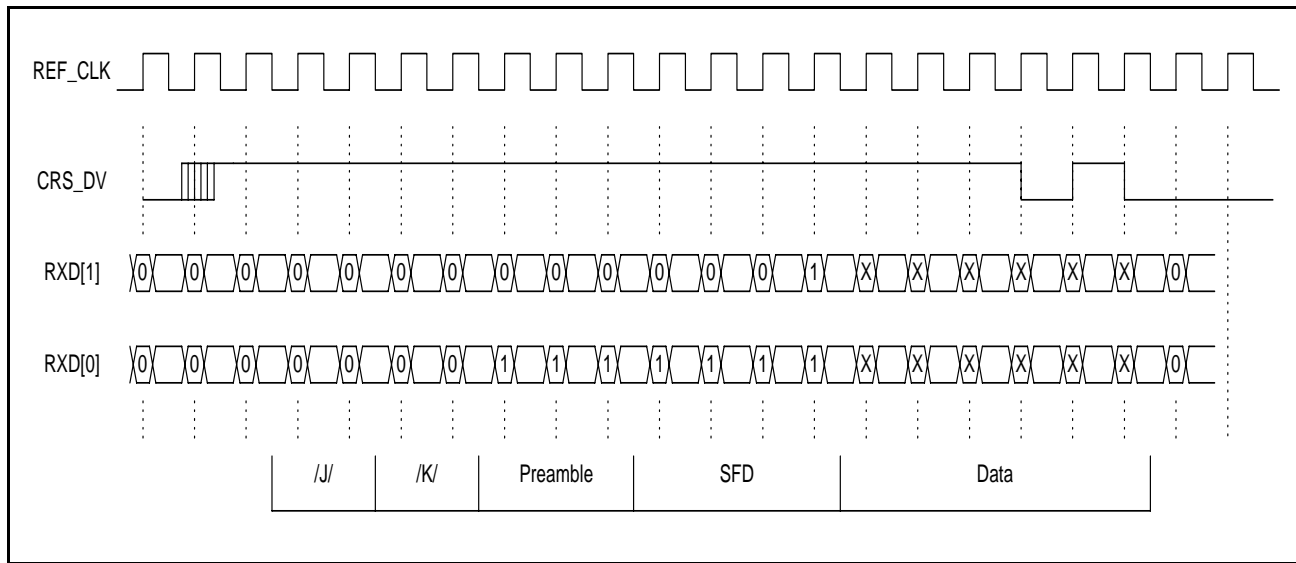 REF_CLK
CRS_DV
RXD[1] 0 0 0 0 0 0 0 0 0 0 0 0 0 1 X X X X X X 0
RXD[0] 0 0 0 0 0 0 0 1 1 1 1 1 1 1 X X X X X X 0
/J/ /K/ Preamble SFD Data